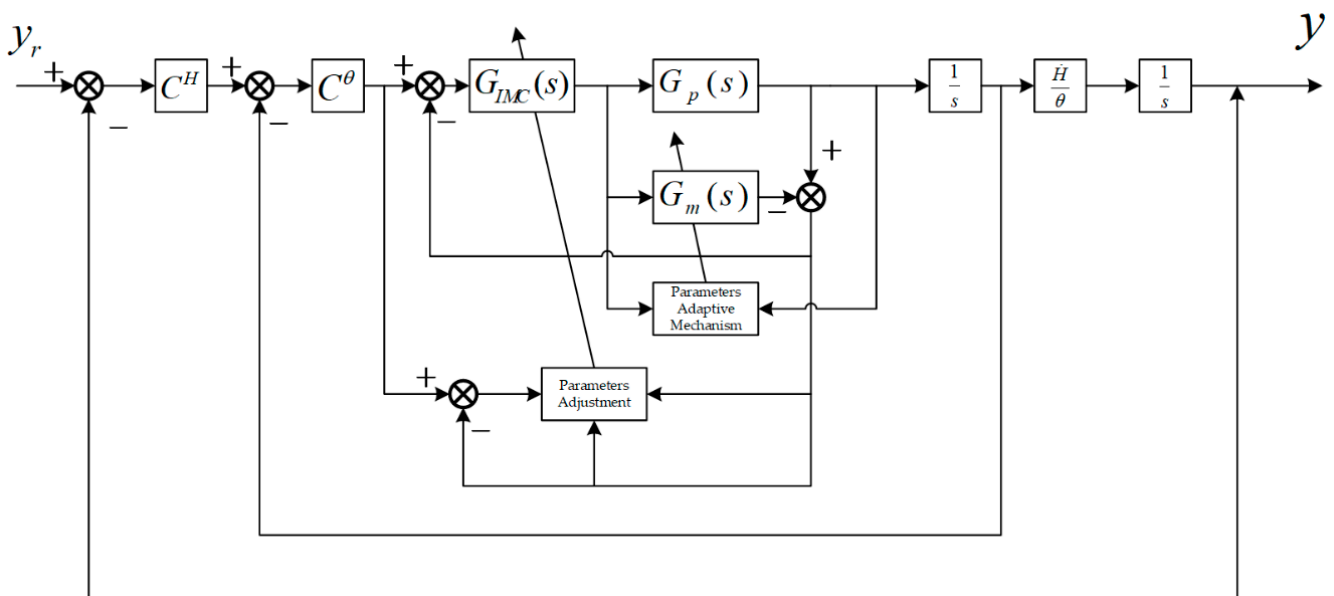 y_r
y
+ C^H + C^θ + G_IMC(s) G_p(s) 1/s Ḣ/θ 1/s
− − −
+
G_m(s) −
Parameters
Adaptive
Mechanism
+ Parameters
Adjustment
−